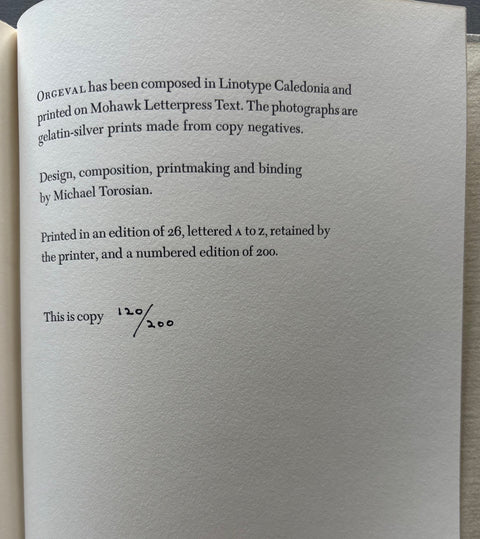 ORGEVAL has been composed in Linotype Caledonia and
printed on Mohawk Letterpress Text. The photographs are
gelatin-silver prints made from copy negatives.
Design, composition, printmaking and binding
by Michael Torosian.
Printed in an edition of 26, lettered A to Z, retained by
the printer, and a numbered edition of 200.
This is copy 120/200